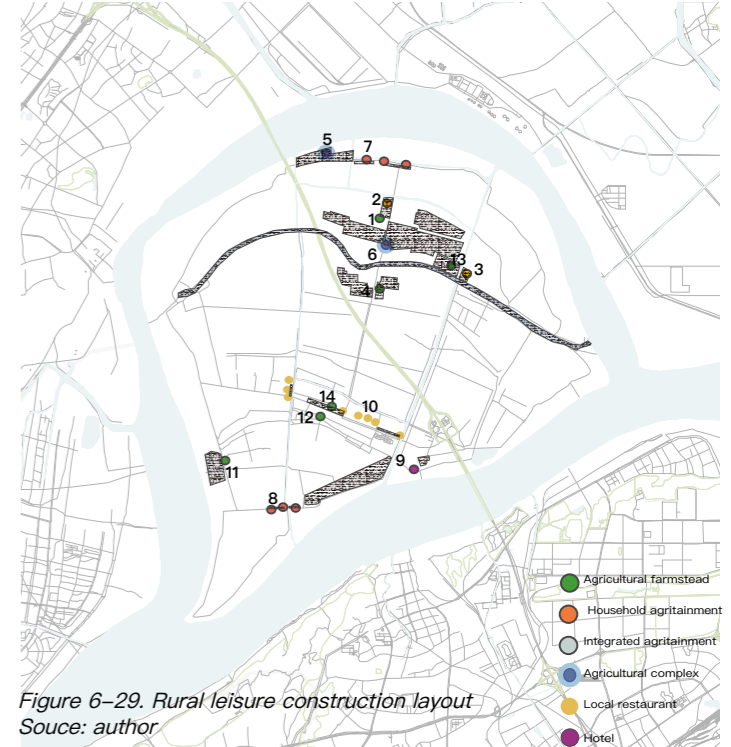 5
7
2
1
6
13
3
4
14
10
12
9
11
8
Agricultural farmstead
Household agritainment
Integrated agritainment
Agricultural complex
Local restaurant
Hotel
Figure 6–29. Rural leisure construction layout
Souce: author